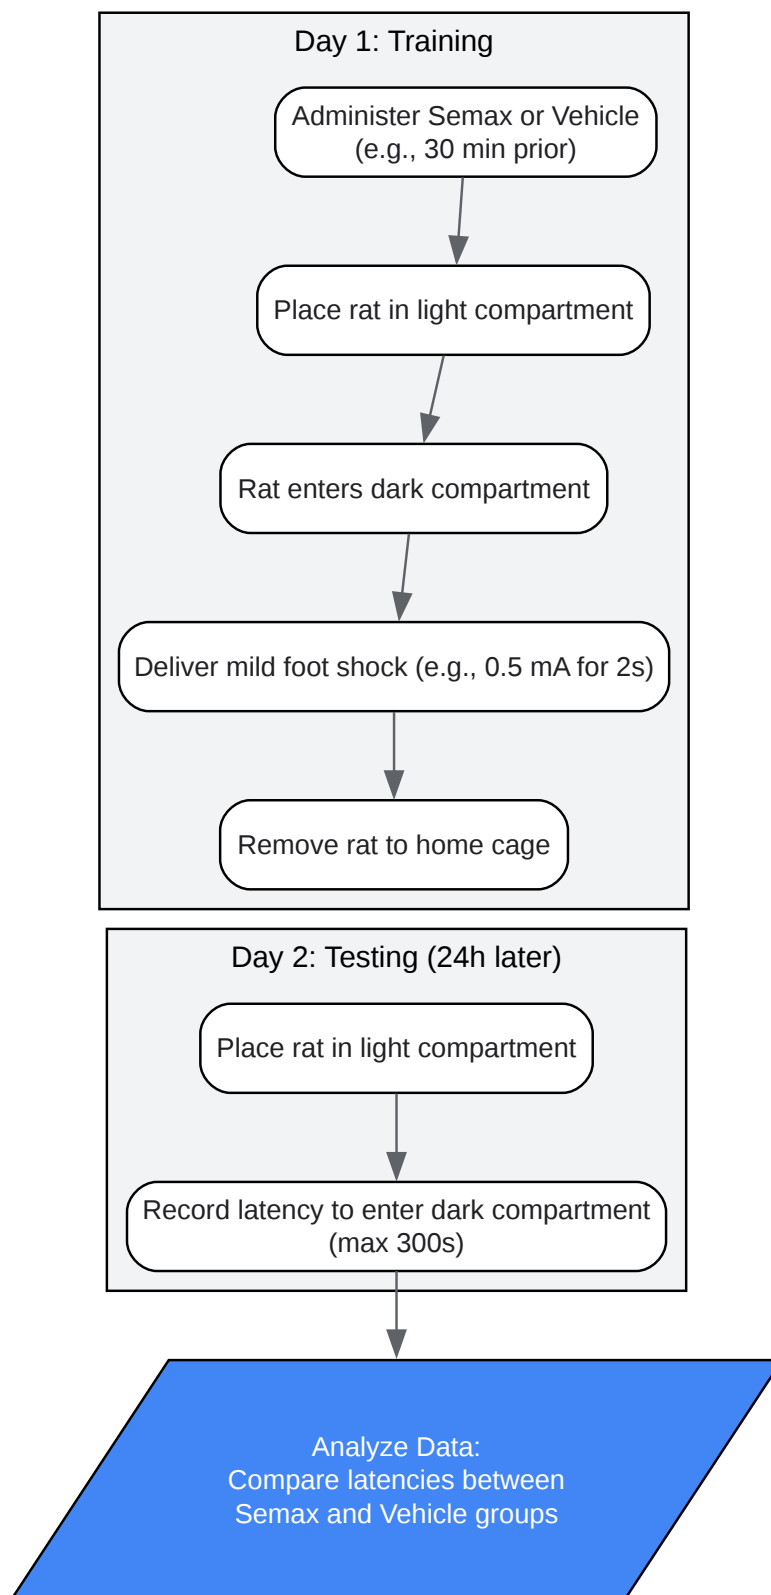 Day 1: Training
Administer Semax or Vehicle
(e.g., 30 min prior)
Place rat in light compartment
Rat enters dark compartment
Deliver mild foot shock (e.g., 0.5 mA for 2s)
Remove rat to home cage
Day 2: Testing (24h later)
Place rat in light compartment
Record latency to enter dark compartment
(max 300s)
Analyze Data:
Compare latencies between
Semax and Vehicle groups